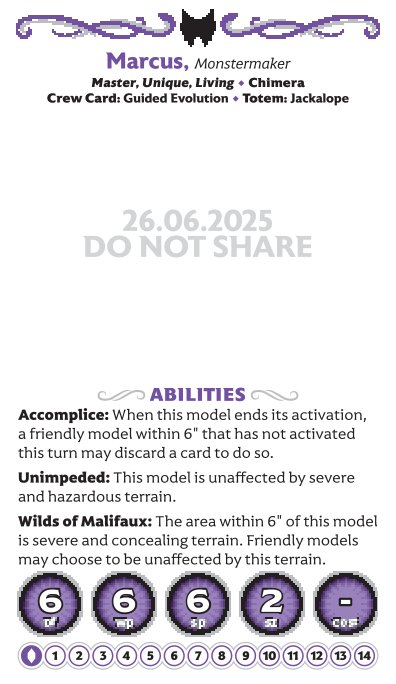 Marcus, Monstermaker
Master, Unique, Living ⬥ Chimera
Crew Card: Guided Evolution ⬥ Totem: Jackalope
26.06.2025
DO NOT SHARE
ABILITIES
Accomplice: When this model ends its activation,
a friendly model within 6" that has not activated
this turn may discard a card to do so.
Unimpeded: This model is unaffected by severe
and hazardous terrain.
Wilds of Malifaux: The area within 6" of this model
is severe and concealing terrain. Friendly models
may choose to be unaffected by this terrain.
6 6 6 2 -
Df Wp Sp Sz Cost
1 2 3 4 5 6 7 8 9 10 11 12 13 14